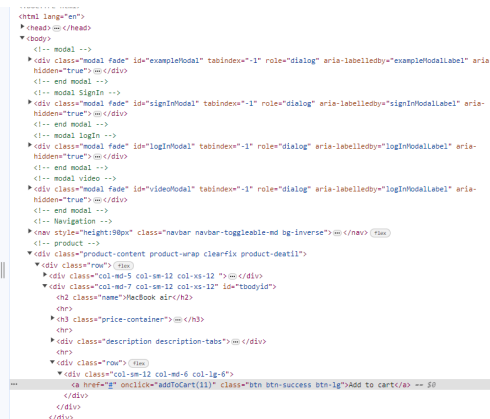 <html lang="en">
<head> ⋯ </head>
<body>
<!-- modal -->
<div class="modal fade" id="exampleModal" tabindex="-1" role="dialog" aria-labelledby="exampleModalLabel" aria-
hidden="true"> ⋯ </div>
<!-- end modal -->
<!-- modal SignIn -->
<div class="modal fade" id="signInModal" tabindex="-1" role="dialog" aria-labelledby="signInModalLabel" aria-
hidden="true"> ⋯ </div>
<!-- end modal -->
<!-- modal logIn -->
<div class="modal fade" id="logInModal" tabindex="-1" role="dialog" aria-labelledby="logInModalLabel" aria-
hidden="true"> ⋯ </div>
<!-- end modal -->
<!-- modal video -->
<div class="modal fade" id="videoModal" tabindex="-1" role="dialog" aria-labelledby="logInModalLabel" aria-
hidden="true"> ⋯ </div>
<!-- end modal -->
<!-- Navigation -->
<nav style="height:90px" class="navbar navbar-toggleable-md bg-inverse"> ⋯ </nav> flex
<!-- product -->
<div class="product-content product-wrap clearfix product-deatil">
<div class="row"> flex
<div class="col-md-5 col-sm-12 col-xs-12 "> ⋯ </div>
<div class="col-md-7 col-sm-12 col-xs-12" id="tbodyid">
<h2 class="name">MacBook air</h2>
<hr>
<h3 class="price-container"> ⋯ </h3>
<hr>
<div class="description description-tabs"> ⋯ </div>
<hr>
<div class="row"> flex
<div class="col-sm-12 col-md-6 col-lg-6">
<a href="#" onclick="addToCart(11)" class="btn btn-success btn-lg">Add to cart</a> == $0
</div>
</div>
</div>